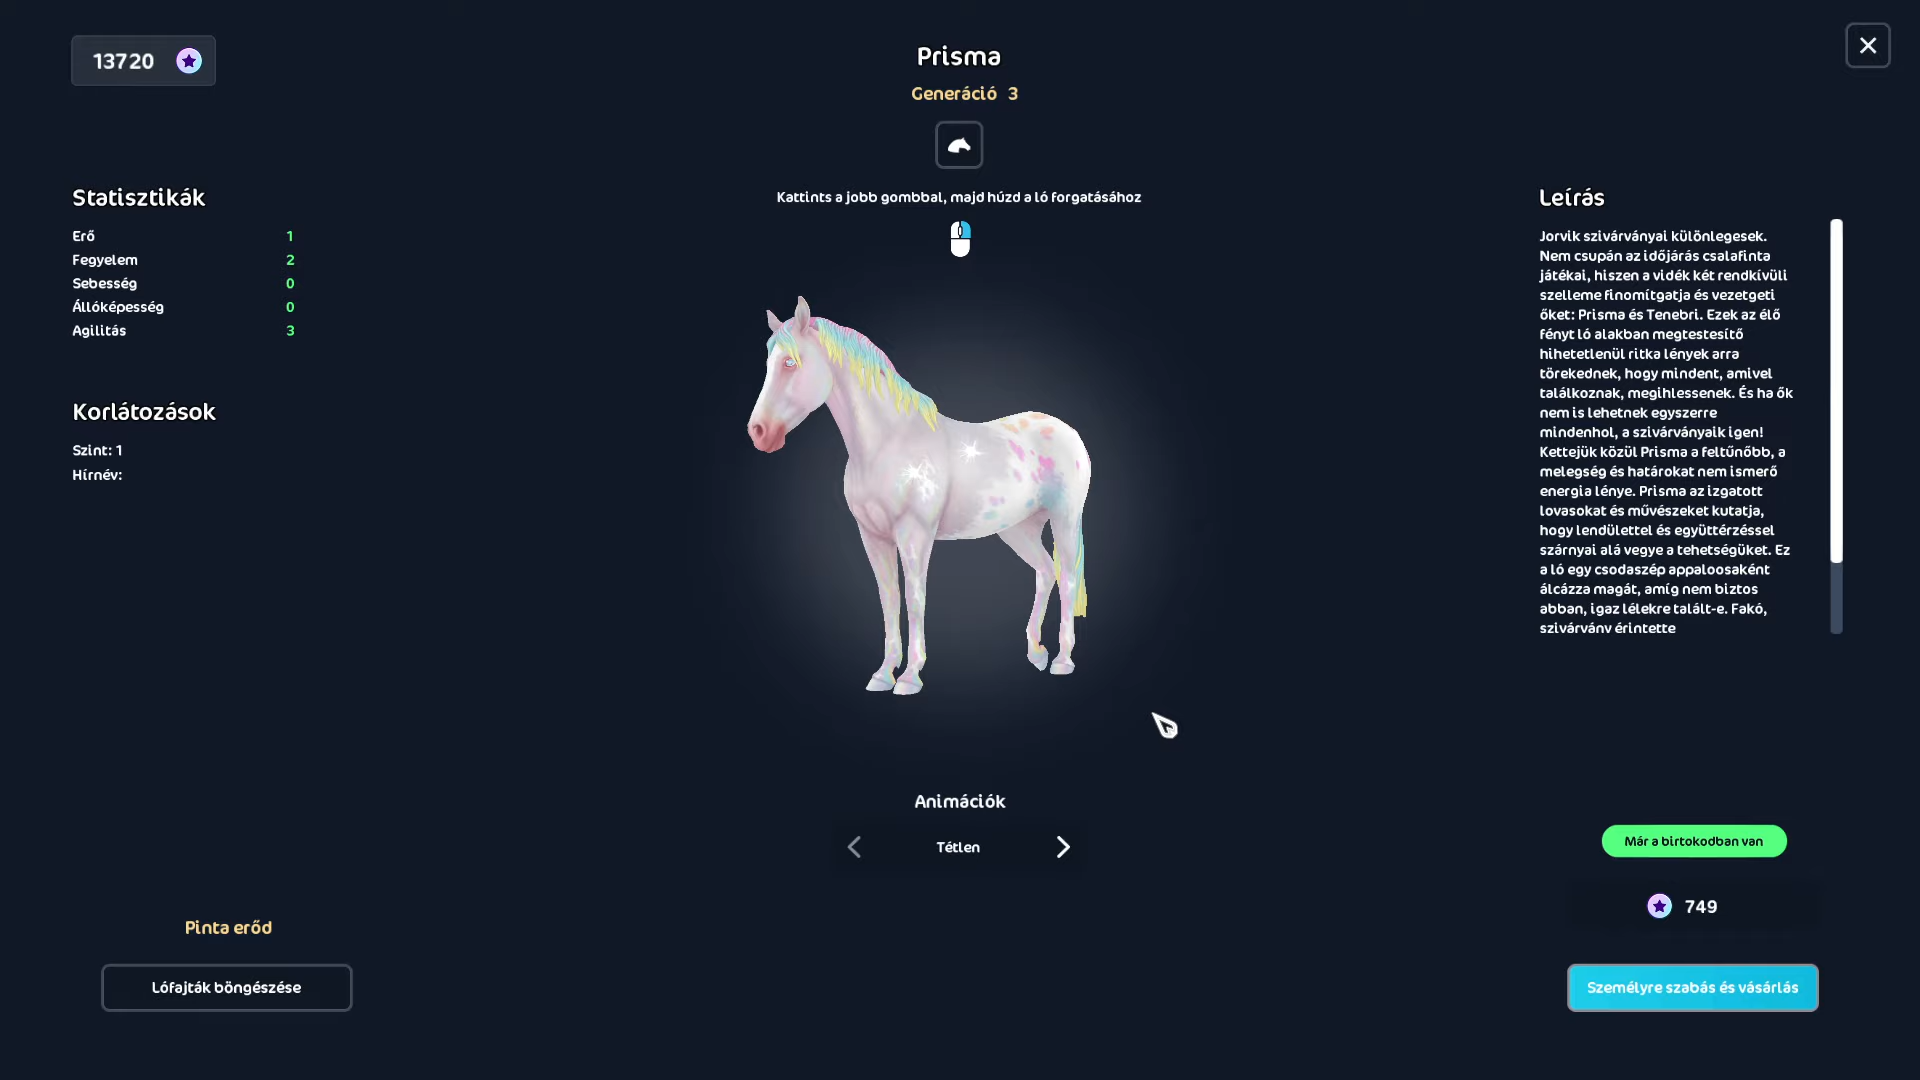 13720
Prisma
Generáció 3
Kattints a jobb gombbal, majd húzd a ló forgatásához
Statisztikák
Erő 1
Fegyelem 2
Sebesség 0
Állóképesség 0
Agilitás 3
Korlátozások
Szint: 1
Hírnév:
Leírás
Jorvik szivárványai különlegesek.
Nem csupán az időjárás csalafinta
játékai, hiszen a vidék két rendkívüli
szelleme finomítgatja és vezetgeti
őket: Prisma és Tenebri. Ezek az élő
fényt ló alakban megtestesítő
hihetetlenül ritka lények arra
törekednek, hogy mindent, amivel
találkoznak, megihlessenek. És ha ők
nem is lehetnek egyszerre
mindenhol, a szivárványaik igen!
Kettejük közül Prisma a feltűnőbb, a
melegség és határokat nem ismerő
energia lénye. Prisma az izgatott
lovasokat és művészeket kutatja,
hogy lendülettel és együttérzéssel
szárnyai alá vegye a tehetségüket. Ez
a ló egy csodaszép appaloosaként
álcázza magát, amíg nem biztos
abban, igaz lélekre talált-e. Fakó,
szivárvány érintette
Animációk
Tétlen
Már a birtokodban van
749
Személyre szabás és vásárlás
Pinta erőd
Lófajták böngészése